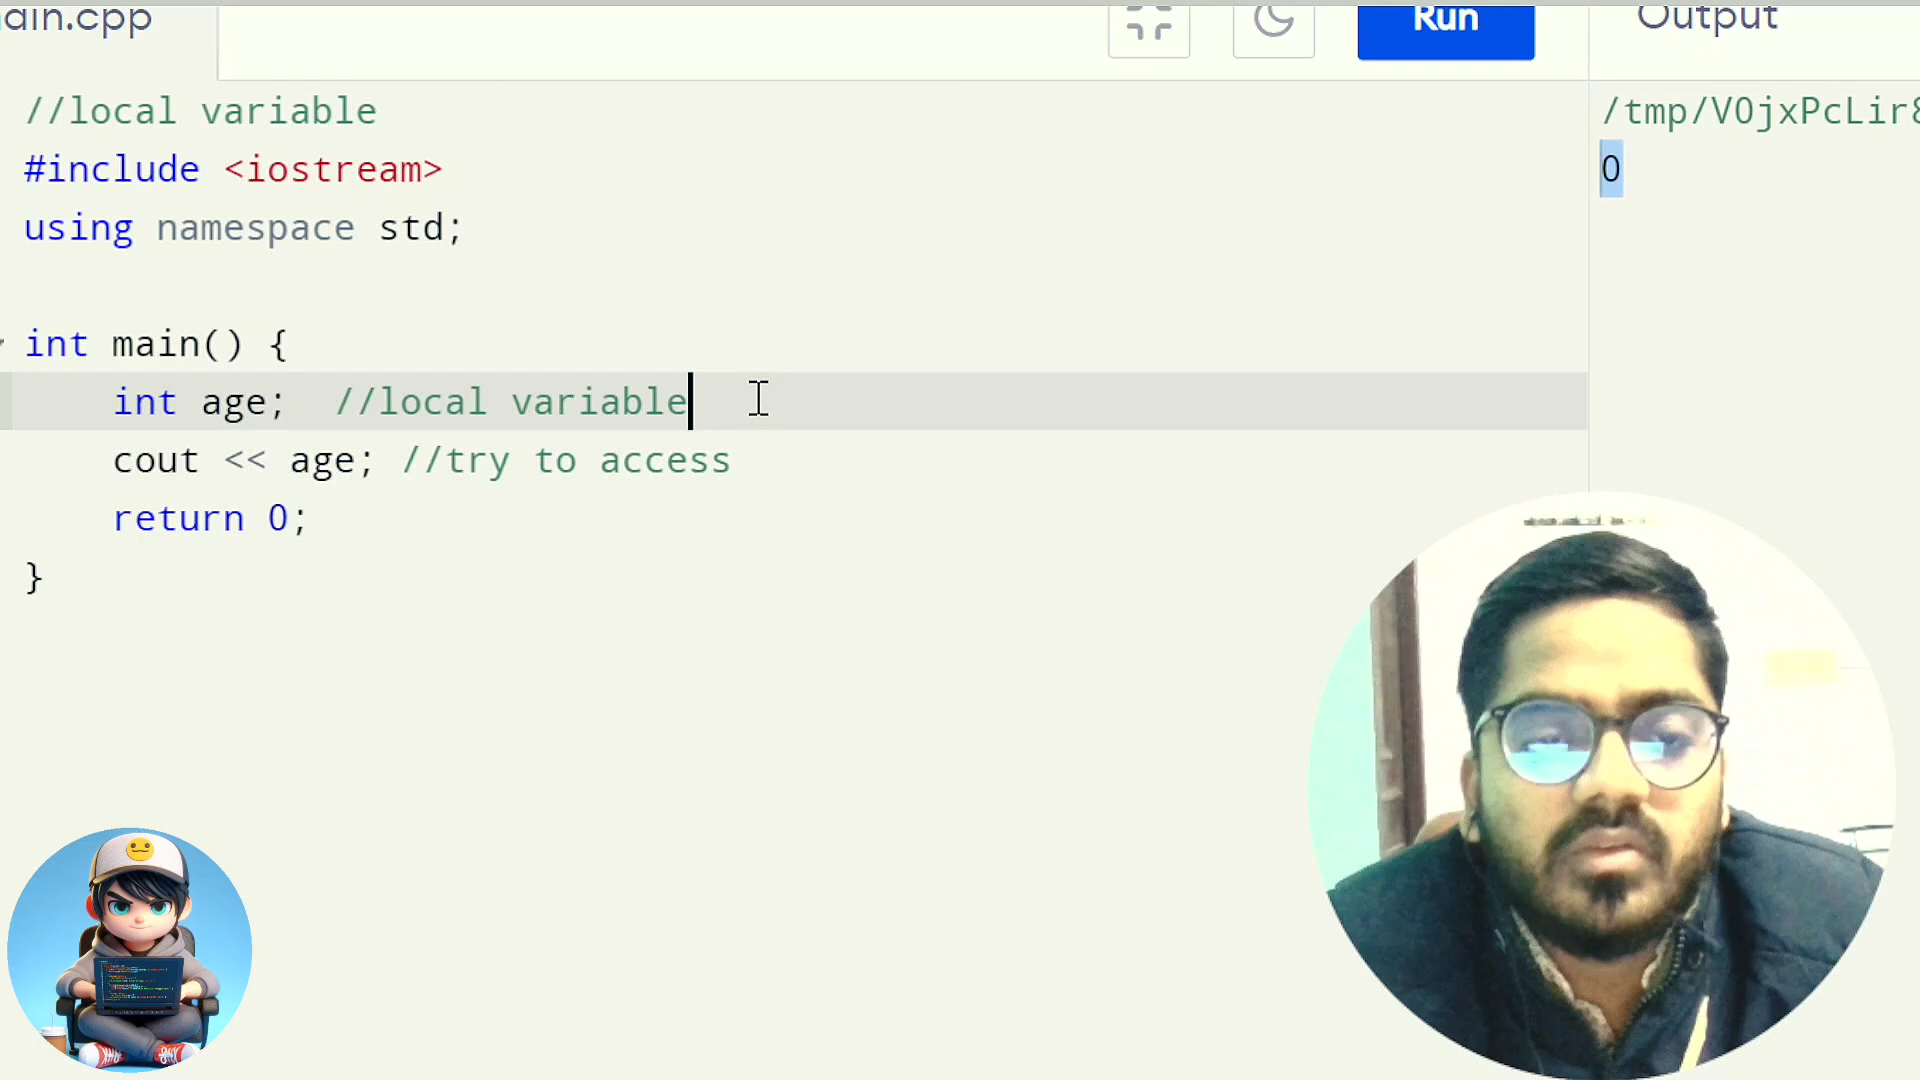 ain.cpp
Run
Output
//local variable
#include <iostream>
using namespace std;
int main() {
int age; //local variable
cout << age; //try to access
return 0;
}
/tmp/V0jxPcLir8
0